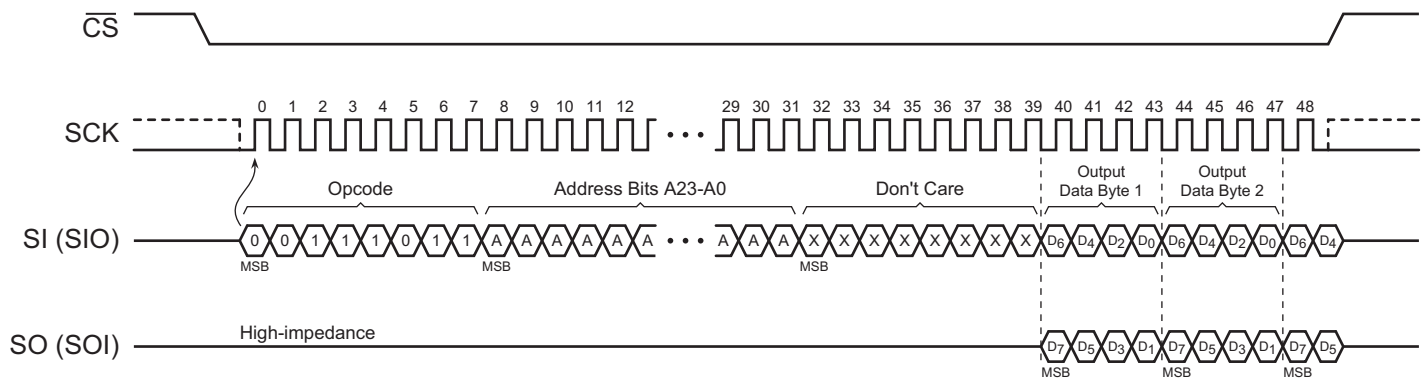 CS
0 1 2 3 4 5 6 7 8 9 10 11 12 29 30 31 32 33 34 35 36 37 38 39 40 41 42 43 44 45 46 47 48
SCK
Opcode Address Bits A23-A0 Don't Care Output Data Byte 1 Output Data Byte 2
SI (SIO) 0 0 1 1 1 0 1 1 A A A A A A • • • A A A X X X X X X X X D6 D4 D2 D0 D6 D4 D2 D0 D6 D4
MSB MSB MSB
High-impedance
SO (SOI) D7 D5 D3 D1 D7 D5 D3 D1 D7 D5
MSB MSB MSB